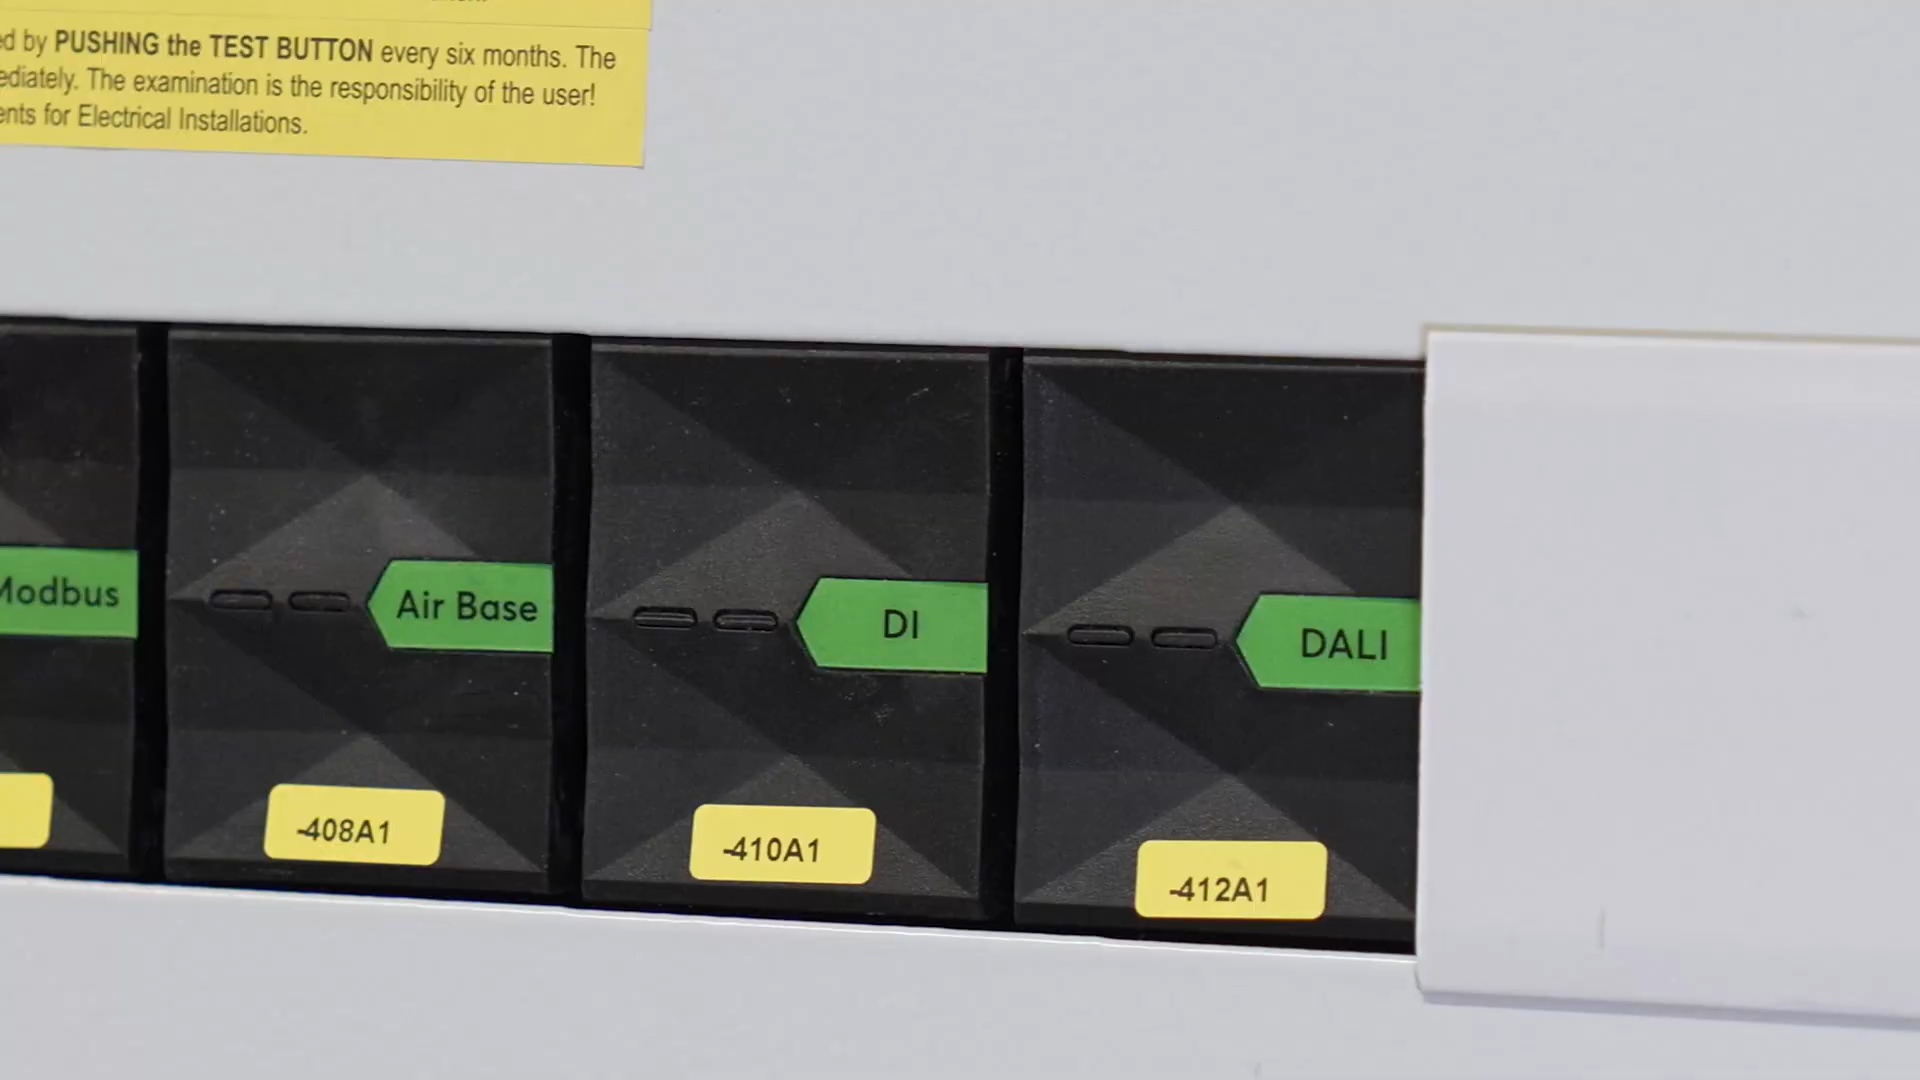 ed by PUSHING the TEST BUTTON every six months. The
ediately. The examination is the responsibility of the user!
ents for Electrical Installations.
Modbus
Air Base
DI
DALI
-408A1
-410A1
-412A1